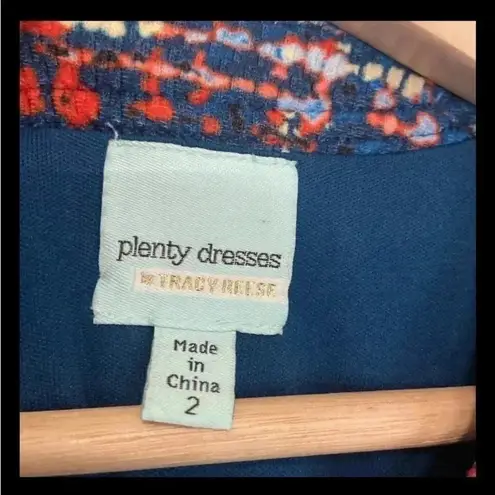 plenty dresses
BY TRACY REESE
Made
in
China
2